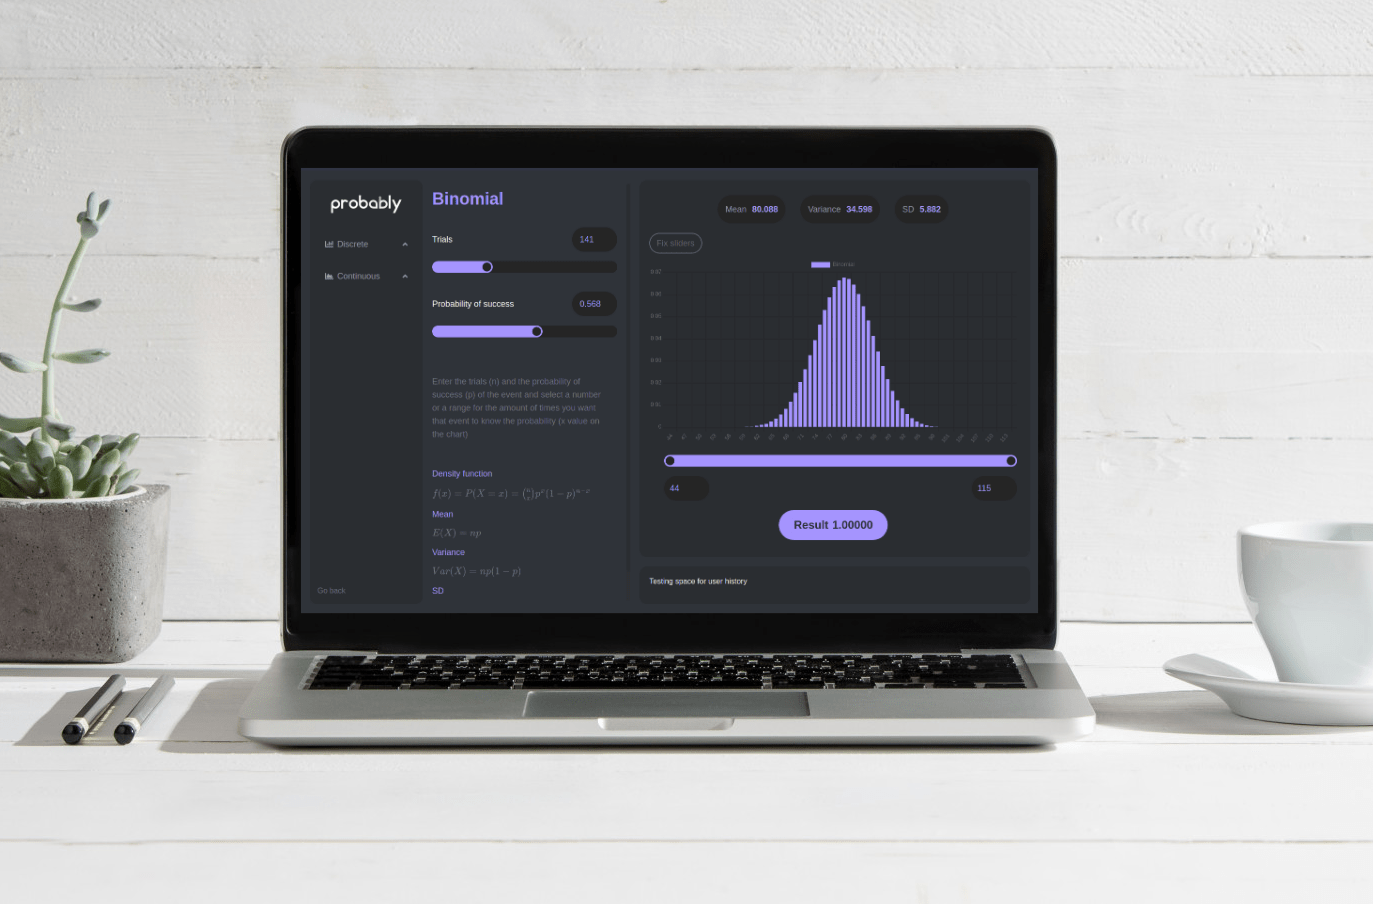 probably
Discrete
Continuous
Go back
Binomial
Trials
141
Probability of success
0.568
Enter the trials (n) and the probability of
success (p) of the event and select a number
or a range for the amount of times you want
that event to know the probability (x value on
the chart)
Density function
f(x) = P(X = x) = (n x)p^x(1 − p)^{n−x}
Mean
E(X) = np
Variance
Var(X) = np(1 − p)
SD
Mean 80.088
Variance 34.598
SD 5.882
Fix sliders
Binomial
0.07
0.06
0.05
0.04
0.03
0.02
0.01
0
44
115
Result 1.00000
Testing space for user history